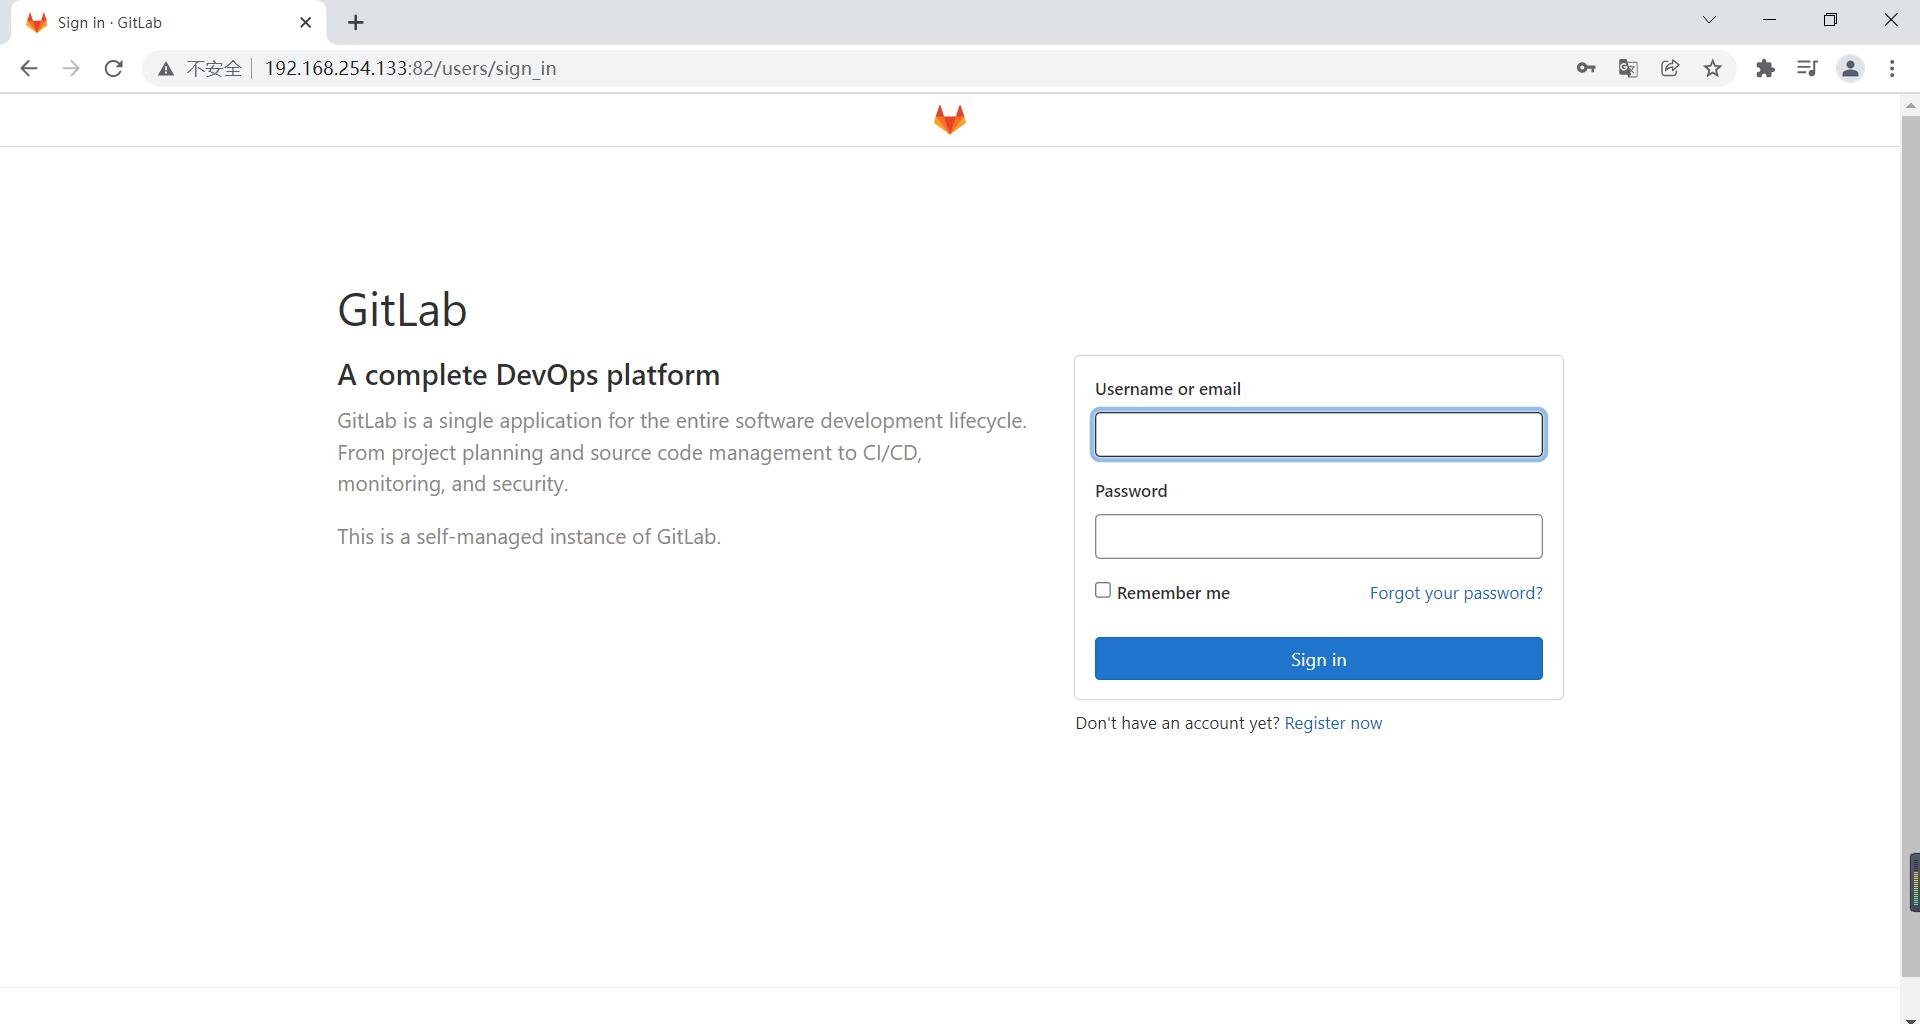 Sign in · GitLab
不安全
192.168.254.133:82/users/sign_in
GitLab
A complete DevOps platform
GitLab is a single application for the entire software development lifecycle.
From project planning and source code management to CI/CD,
monitoring, and security.
This is a self-managed instance of GitLab.
Username or email
Password
Remember me
Forgot your password?
Sign in
Don't have an account yet? Register now